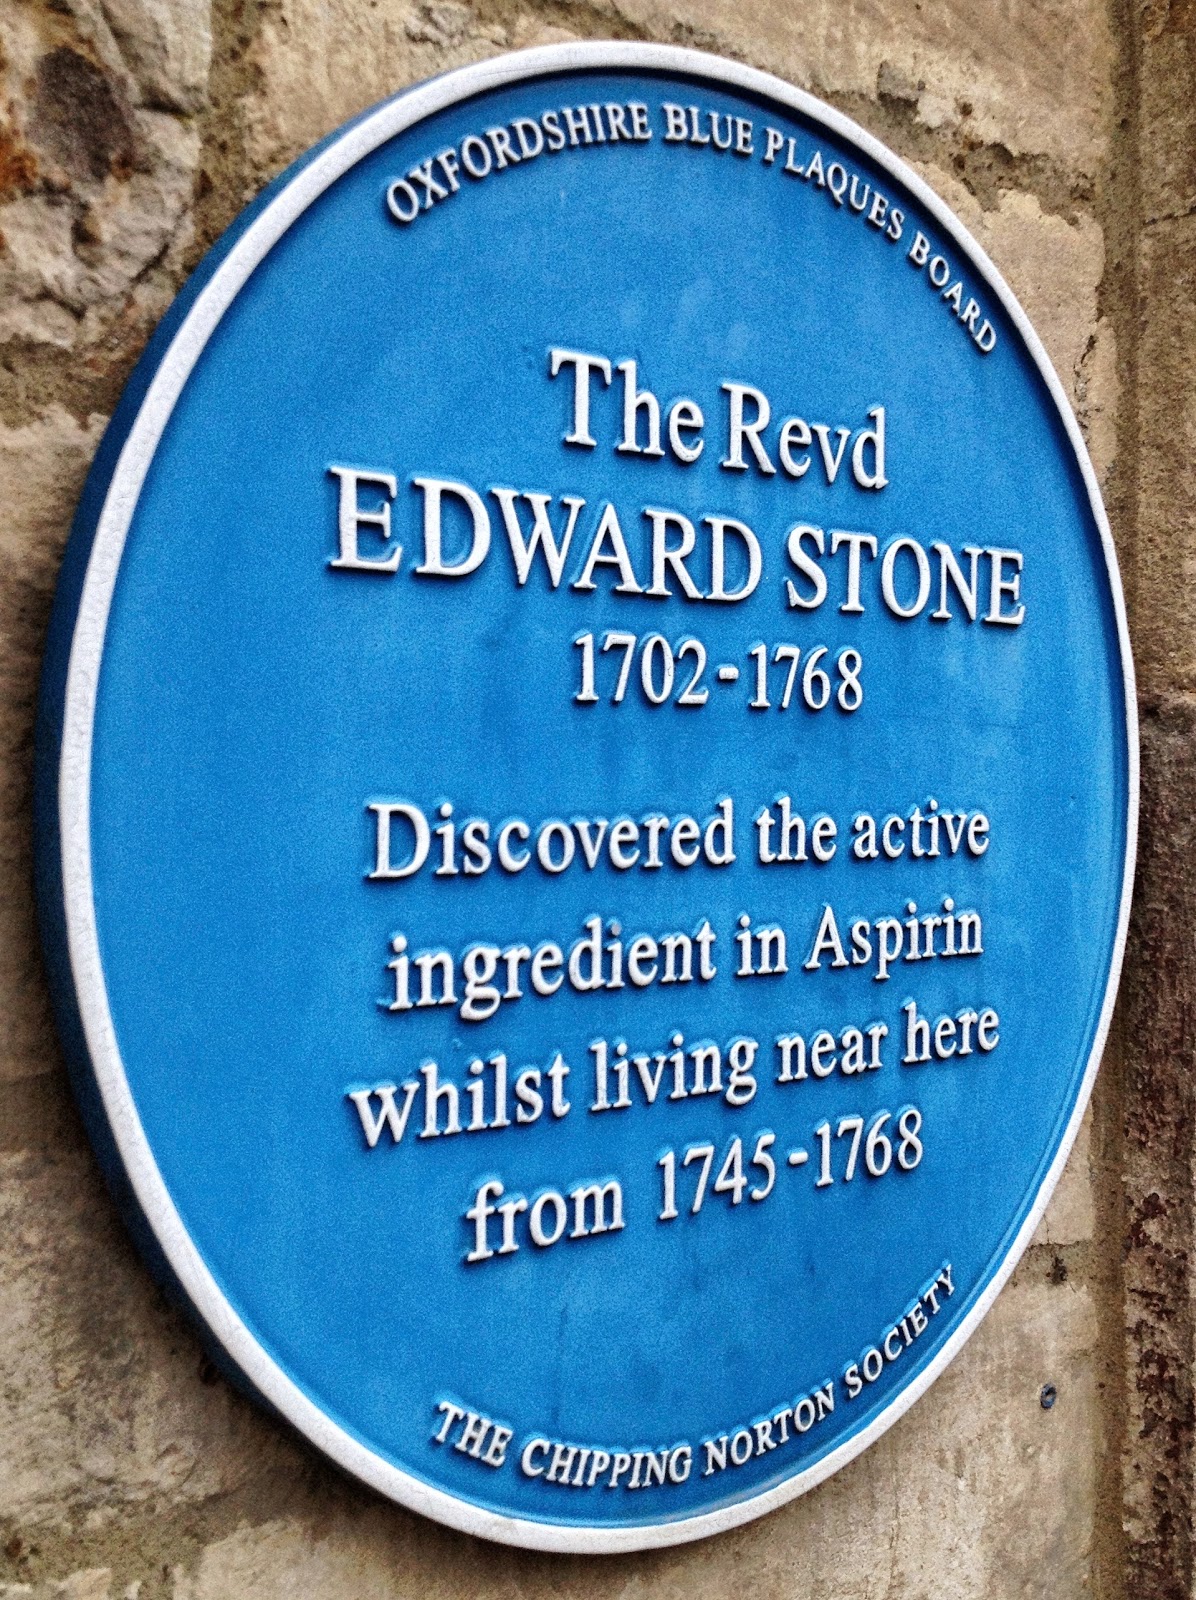 OXFORDSHIRE BLUE PLAQUES BOARD
The Revd
EDWARD STONE
1702-1768
Discovered the active
ingredient in Aspirin
whilst living near here
from 1745-1768
THE CHIPPING NORTON SOCIETY